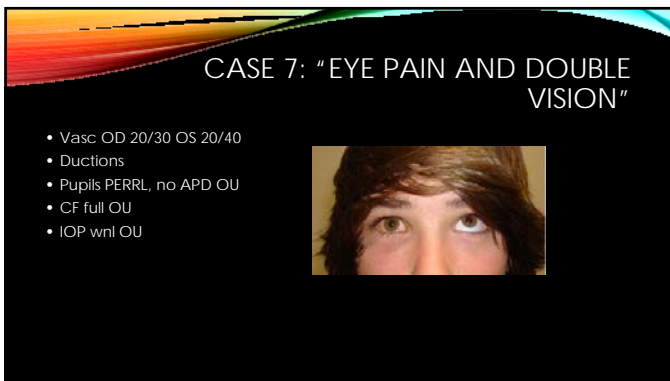 CASE 7: “EYE PAIN AND DOUBLE
VISION”
• Vasc OD 20/30 OS 20/40
• Ductions
• Pupils PERRL, no APD OU
• CF full OU
• IOP wnl OU